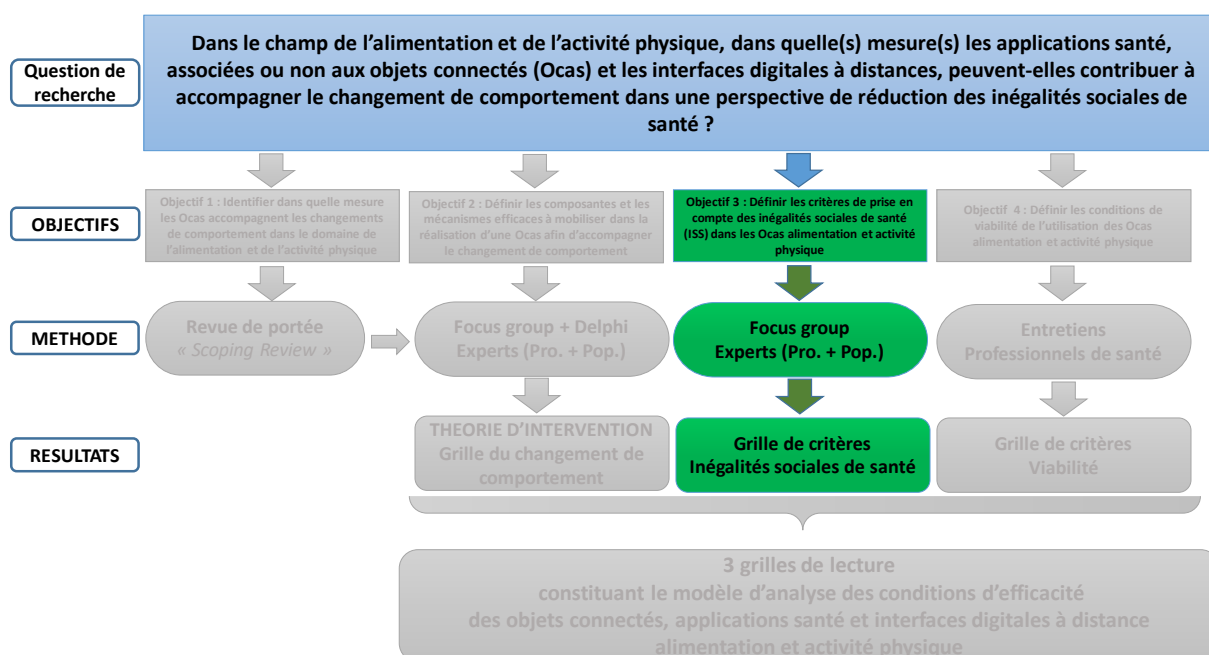 Question de
recherche
Dans le champ de l'alimentation et de l'activité physique, dans quelle(s) mesure(s) les applications santé,
associées ou non aux objets connectés (Ocas) et les interfaces digitales à distances, peuvent-elles contribuer à
accompagner le changement de comportement dans une perspective de réduction des inégalités sociales de
santé ?
OBJECTIFS
Objectif 1 : Identifier dans quelle mesure
les Ocas accompagnent les changements
de comportement dans le domaine de
l'alimentation et de l'activité physique
Objectif 2 : Définir les composantes et les
mécanismes efficaces à mobiliser dans la
réalisation d'une Ocas afin d'accompagner
le changement de comportement
Objectif 3 : Définir les critères de prise en
compte des inégalités sociales de santé
(ISS) dans les Ocas alimentation et activité
physique
Objectif 4 : Définir les conditions de
viabilité de l'utilisation des Ocas
alimentation et activité physique
METHODE
Revue de portée
« Scoping Review »
Focus group + Delphi
Experts (Pro. + Pop.)
Focus group
Experts (Pro. + Pop.)
Entretiens
Professionnels de santé
RESULTATS
THEORIE D'INTERVENTION
Grille du changement de
comportement
Grille de critères
Inégalités sociales de santé
Grille de critères
Viabilité
3 grilles de lecture
constituant le modèle d'analyse des conditions d'efficacité
des objets connectés, applications santé et interfaces digitales à distance
alimentation et activité physique